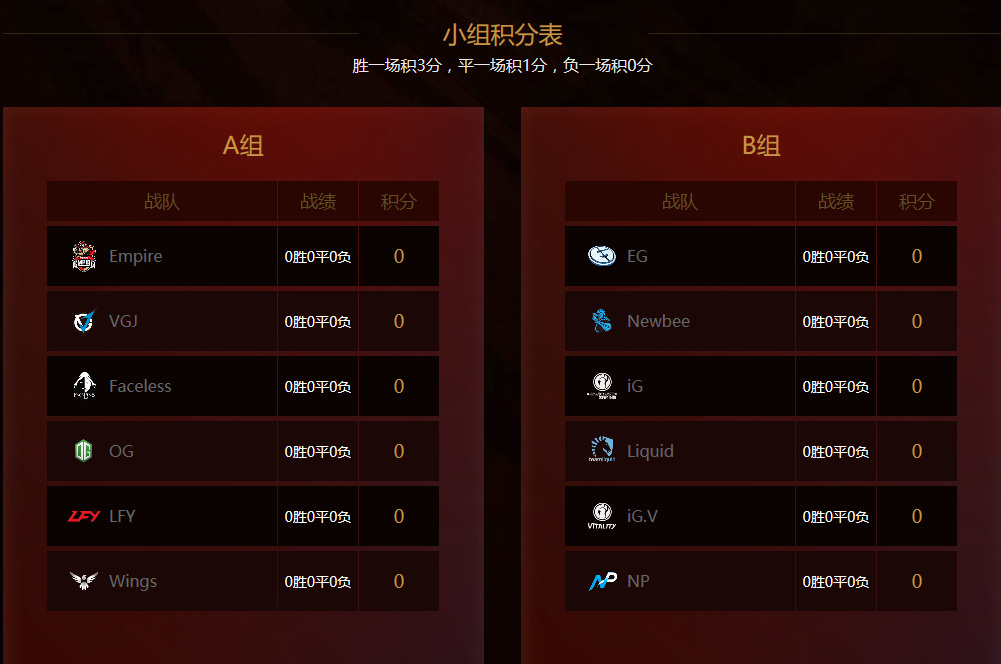 小组积分表
胜一场积3分，平一场积1分，负一场积0分
A组
战队 战绩 积分
Empire 0胜0平0负 0
VGJ 0胜0平0负 0
Faceless 0胜0平0负 0
OG OG 0胜0平0负 0
LFY LFY 0胜0平0负 0
Wings 0胜0平0负 0
B组
战队 战绩 积分
EG 0胜0平0负 0
Newbee 0胜0平0负 0
iG 0胜0平0负 0
teamliquid Liquid 0胜0平0负 0
VITALITY iG.V 0胜0平0负 0
NP NP 0胜0平0负 0